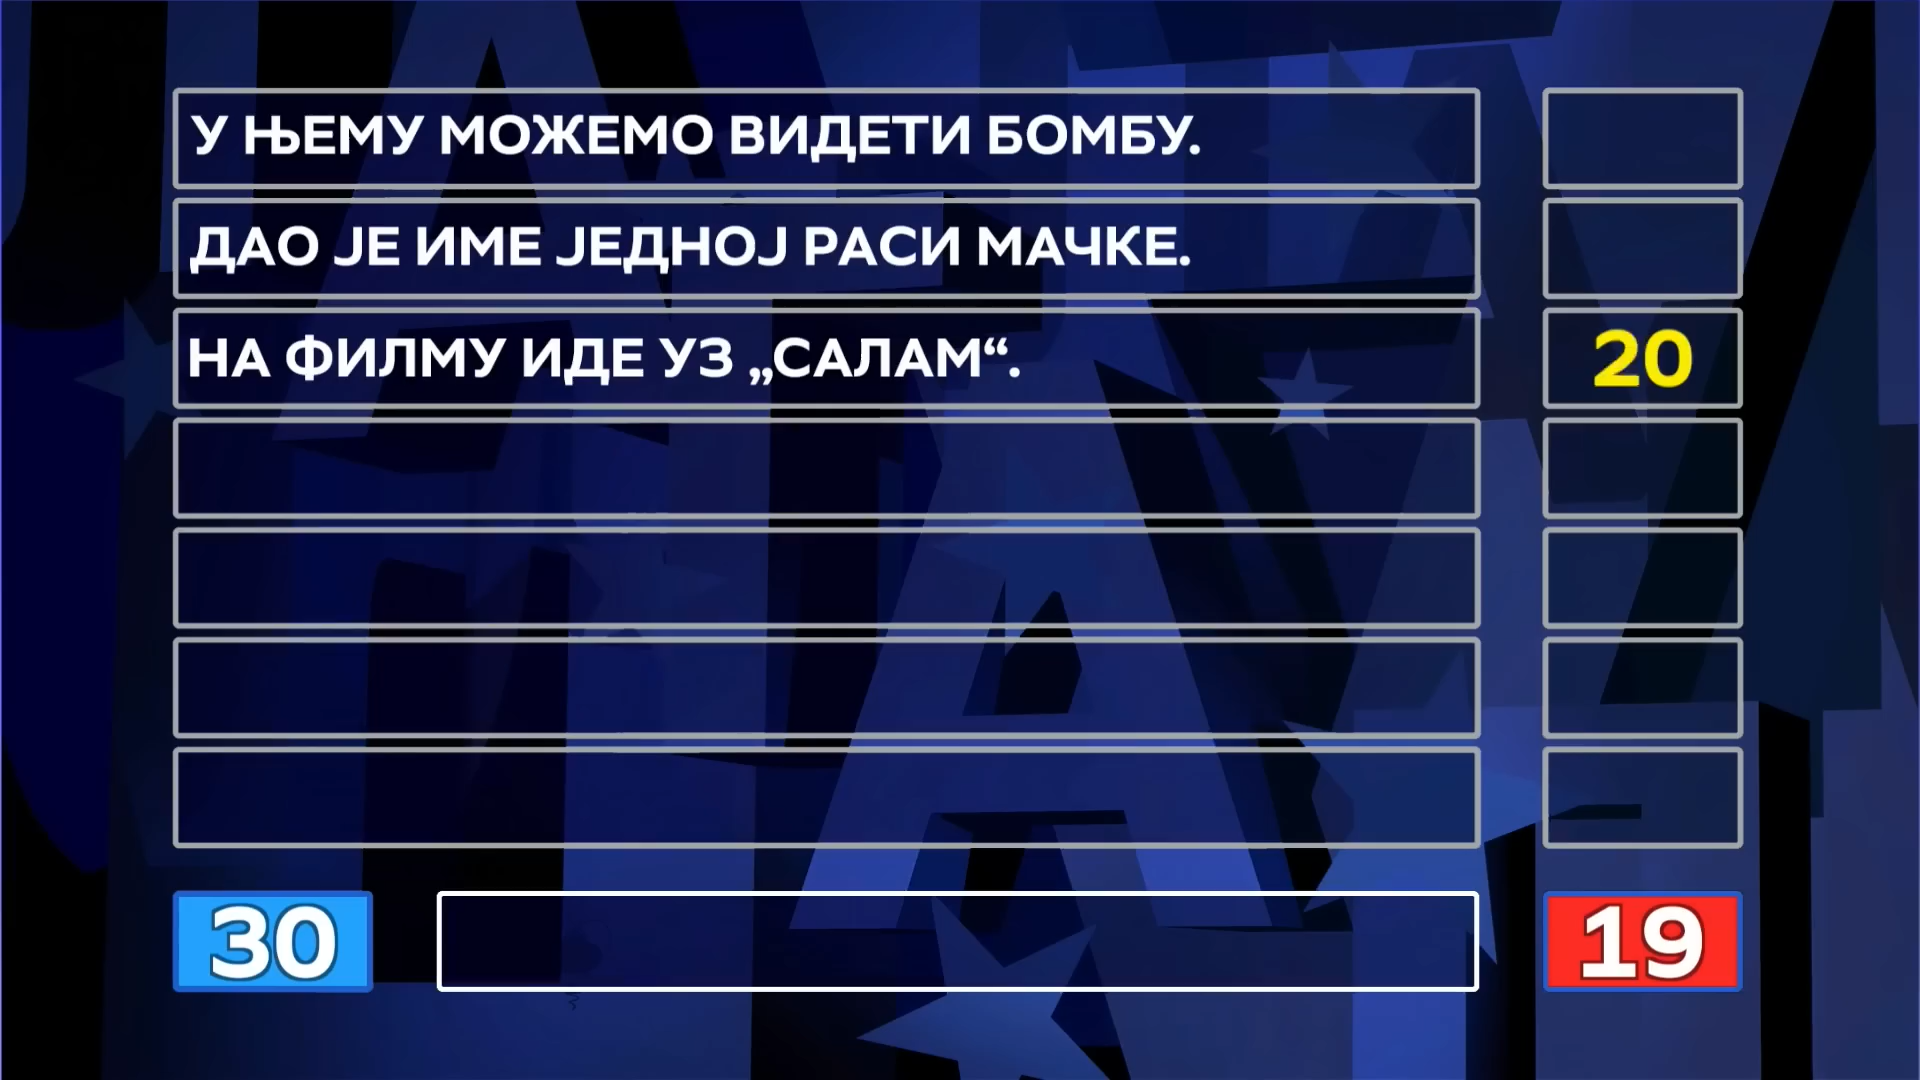 У ЊЕМУ МОЖЕМО ВИДЕТИ БОМБУ.
ДАО ЈЕ ИМЕ ЈЕДНОЈ РАСИ МАЧКЕ.
НА ФИЛМУ ИДЕ УЗ „САЛАМ“. 20
30 19